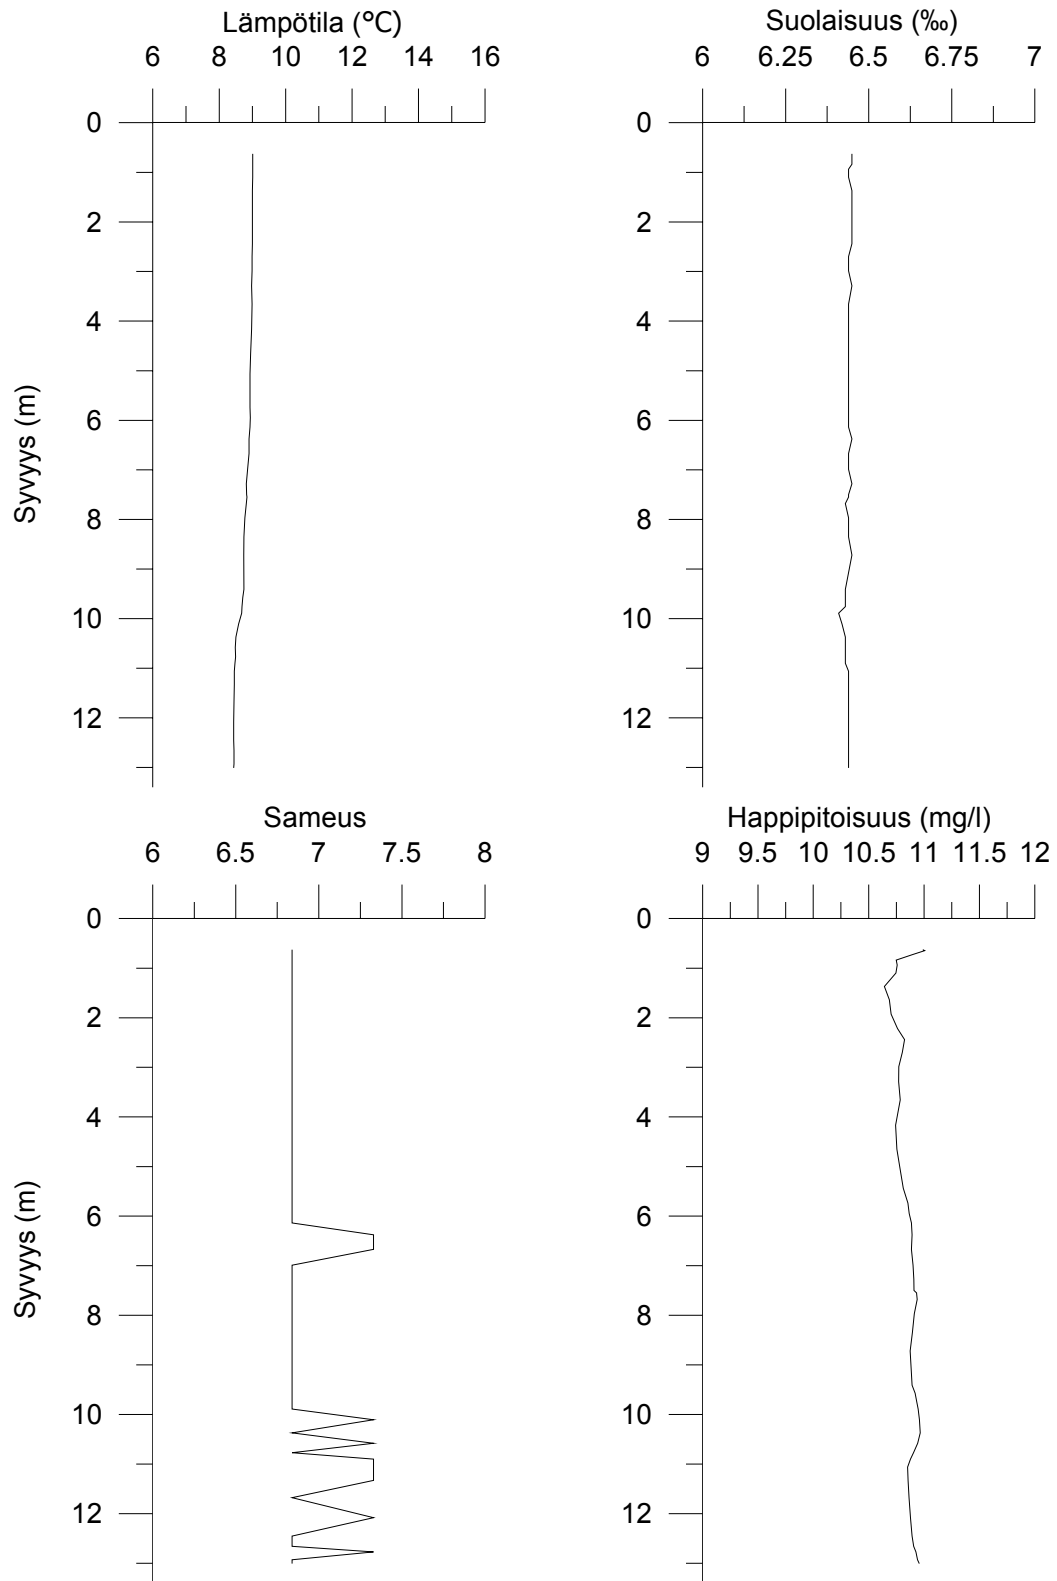 Lämpötila (°C)
6 8 10 12 14 16
0
2
4
6
8
10
12
Syvyys (m)
Suolaisuus (‰)
6 6.25 6.5 6.75 7
0
2
4
6
8
10
12
Sameus
6 6.5 7 7.5 8
0
2
4
6
8
10
12
Syvyys (m)
Happipitoisuus (mg/l)
9 9.5 10 10.5 11 11.5 12
0
2
4
6
8
10
12